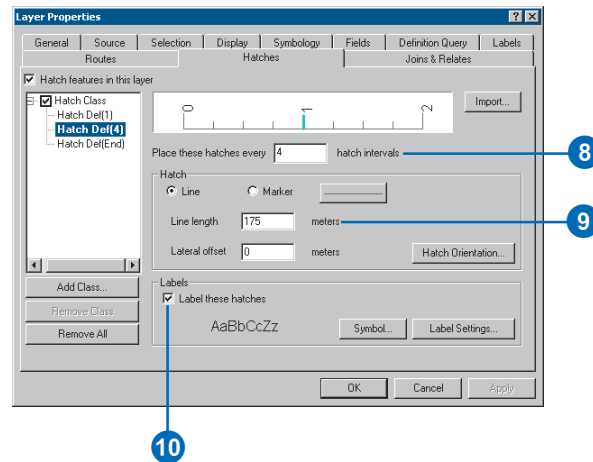 Layer Properties
? X
General Source Selection Display Symbology Fields Definition Query Labels
Routes Hatches Joins & Relates
Hatch features in this layer
Hatch Class
Hatch Def(1)
Hatch Def(4)
Hatch Def(End)
0 1 2
Import...
Place these hatches every 4 hatch intervals
8
Hatch
Line Marker
Line length 175 meters
9
Lateral offset 0 meters
Hatch Orientation...
Add Class...
Remove Class
Remove All
Labels
Label these hatches
AaBbCcZz
Symbol...
Label Settings...
OK Cancel Apply
10